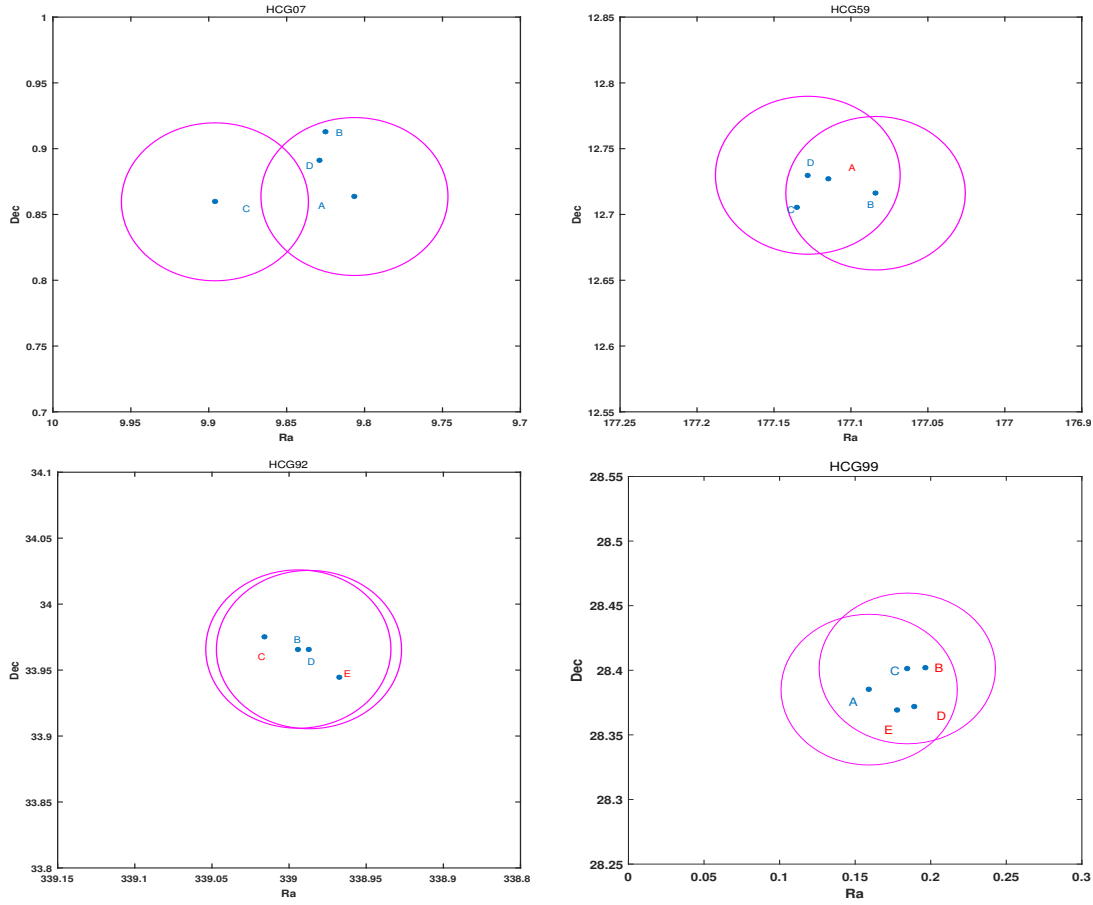 HCG07
1
0.95
0.9
0.85
0.8
0.75
0.7
Dec
B
D
A
C
10
9.95
9.9
9.85
9.8
9.75
9.7
Ra
HCG59
12.85
12.8
12.75
12.7
12.65
12.6
12.55
Dec
D
A
B
C
177.25
177.2
177.15
177.1
177.05
177
176.9
Ra
HCG92
34.1
34.05
34
33.95
33.9
33.85
33.8
Dec
B
C
D
E
339.15
339.1
339.05
339
338.95
338.9
338.8
Ra
HCG99
28.55
28.5
28.45
28.4
28.35
28.3
28.25
Dec
C
B
A
D
E
0
0.05
0.1
0.15
0.2
0.25
0.3
Ra